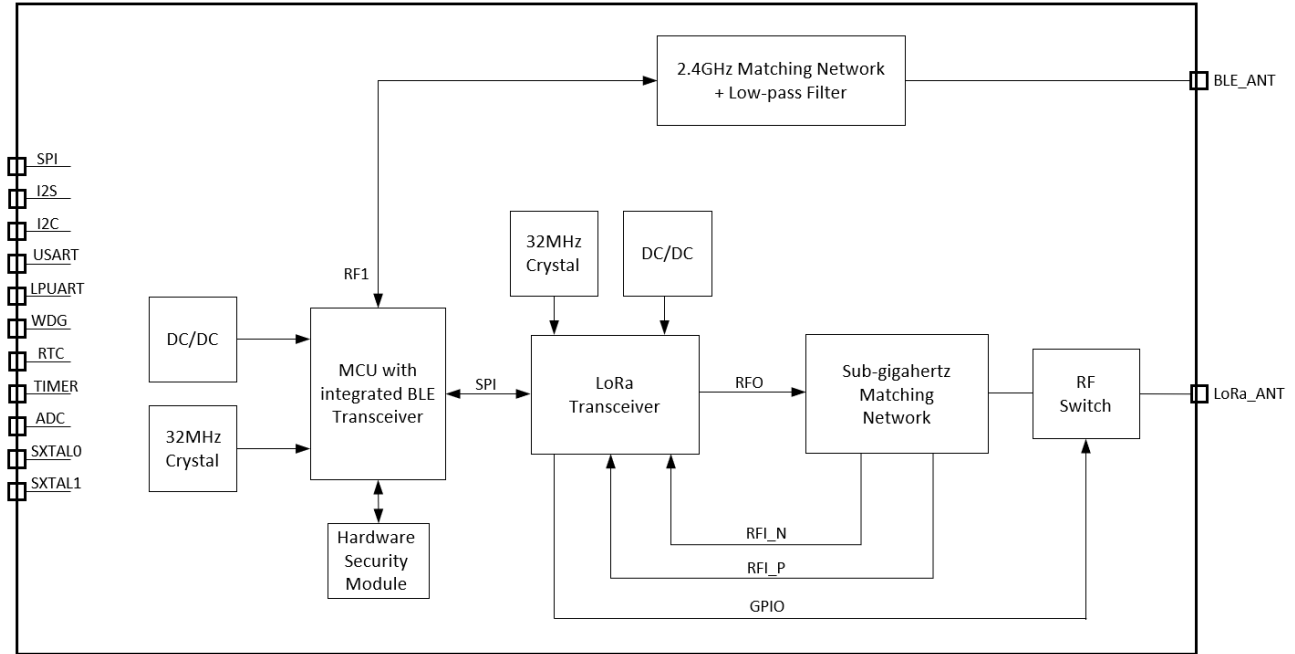 2.4GHz Matching Network
+ Low-pass Filter
BLE_ANT
SPI
I2S
I2C
USART
LPUART
WDG
RTC
TIMER
ADC
SXTAL0
SXTAL1
RF1
DC/DC
32MHz
Crystal
MCU with
integrated BLE
Transceiver
Hardware
Security
Module
SPI
32MHz
Crystal
DC/DC
LoRa
Transceiver
RFO
Sub-gigahertz
Matching
Network
RF
Switch
LoRa_ANT
RFI_N
RFI_P
GPIO